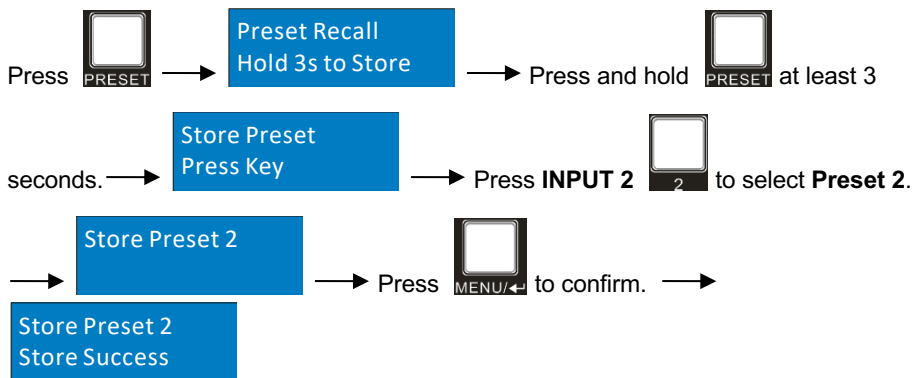 Press PRESET Preset Recall
Hold 3s to Store Press and hold PRESET at least 3
seconds. Store Preset
Press Key Press INPUT 2 2 to select Preset 2.
Store Preset 2 Press MENU/↵ to confirm.
Store Preset 2
Store Success